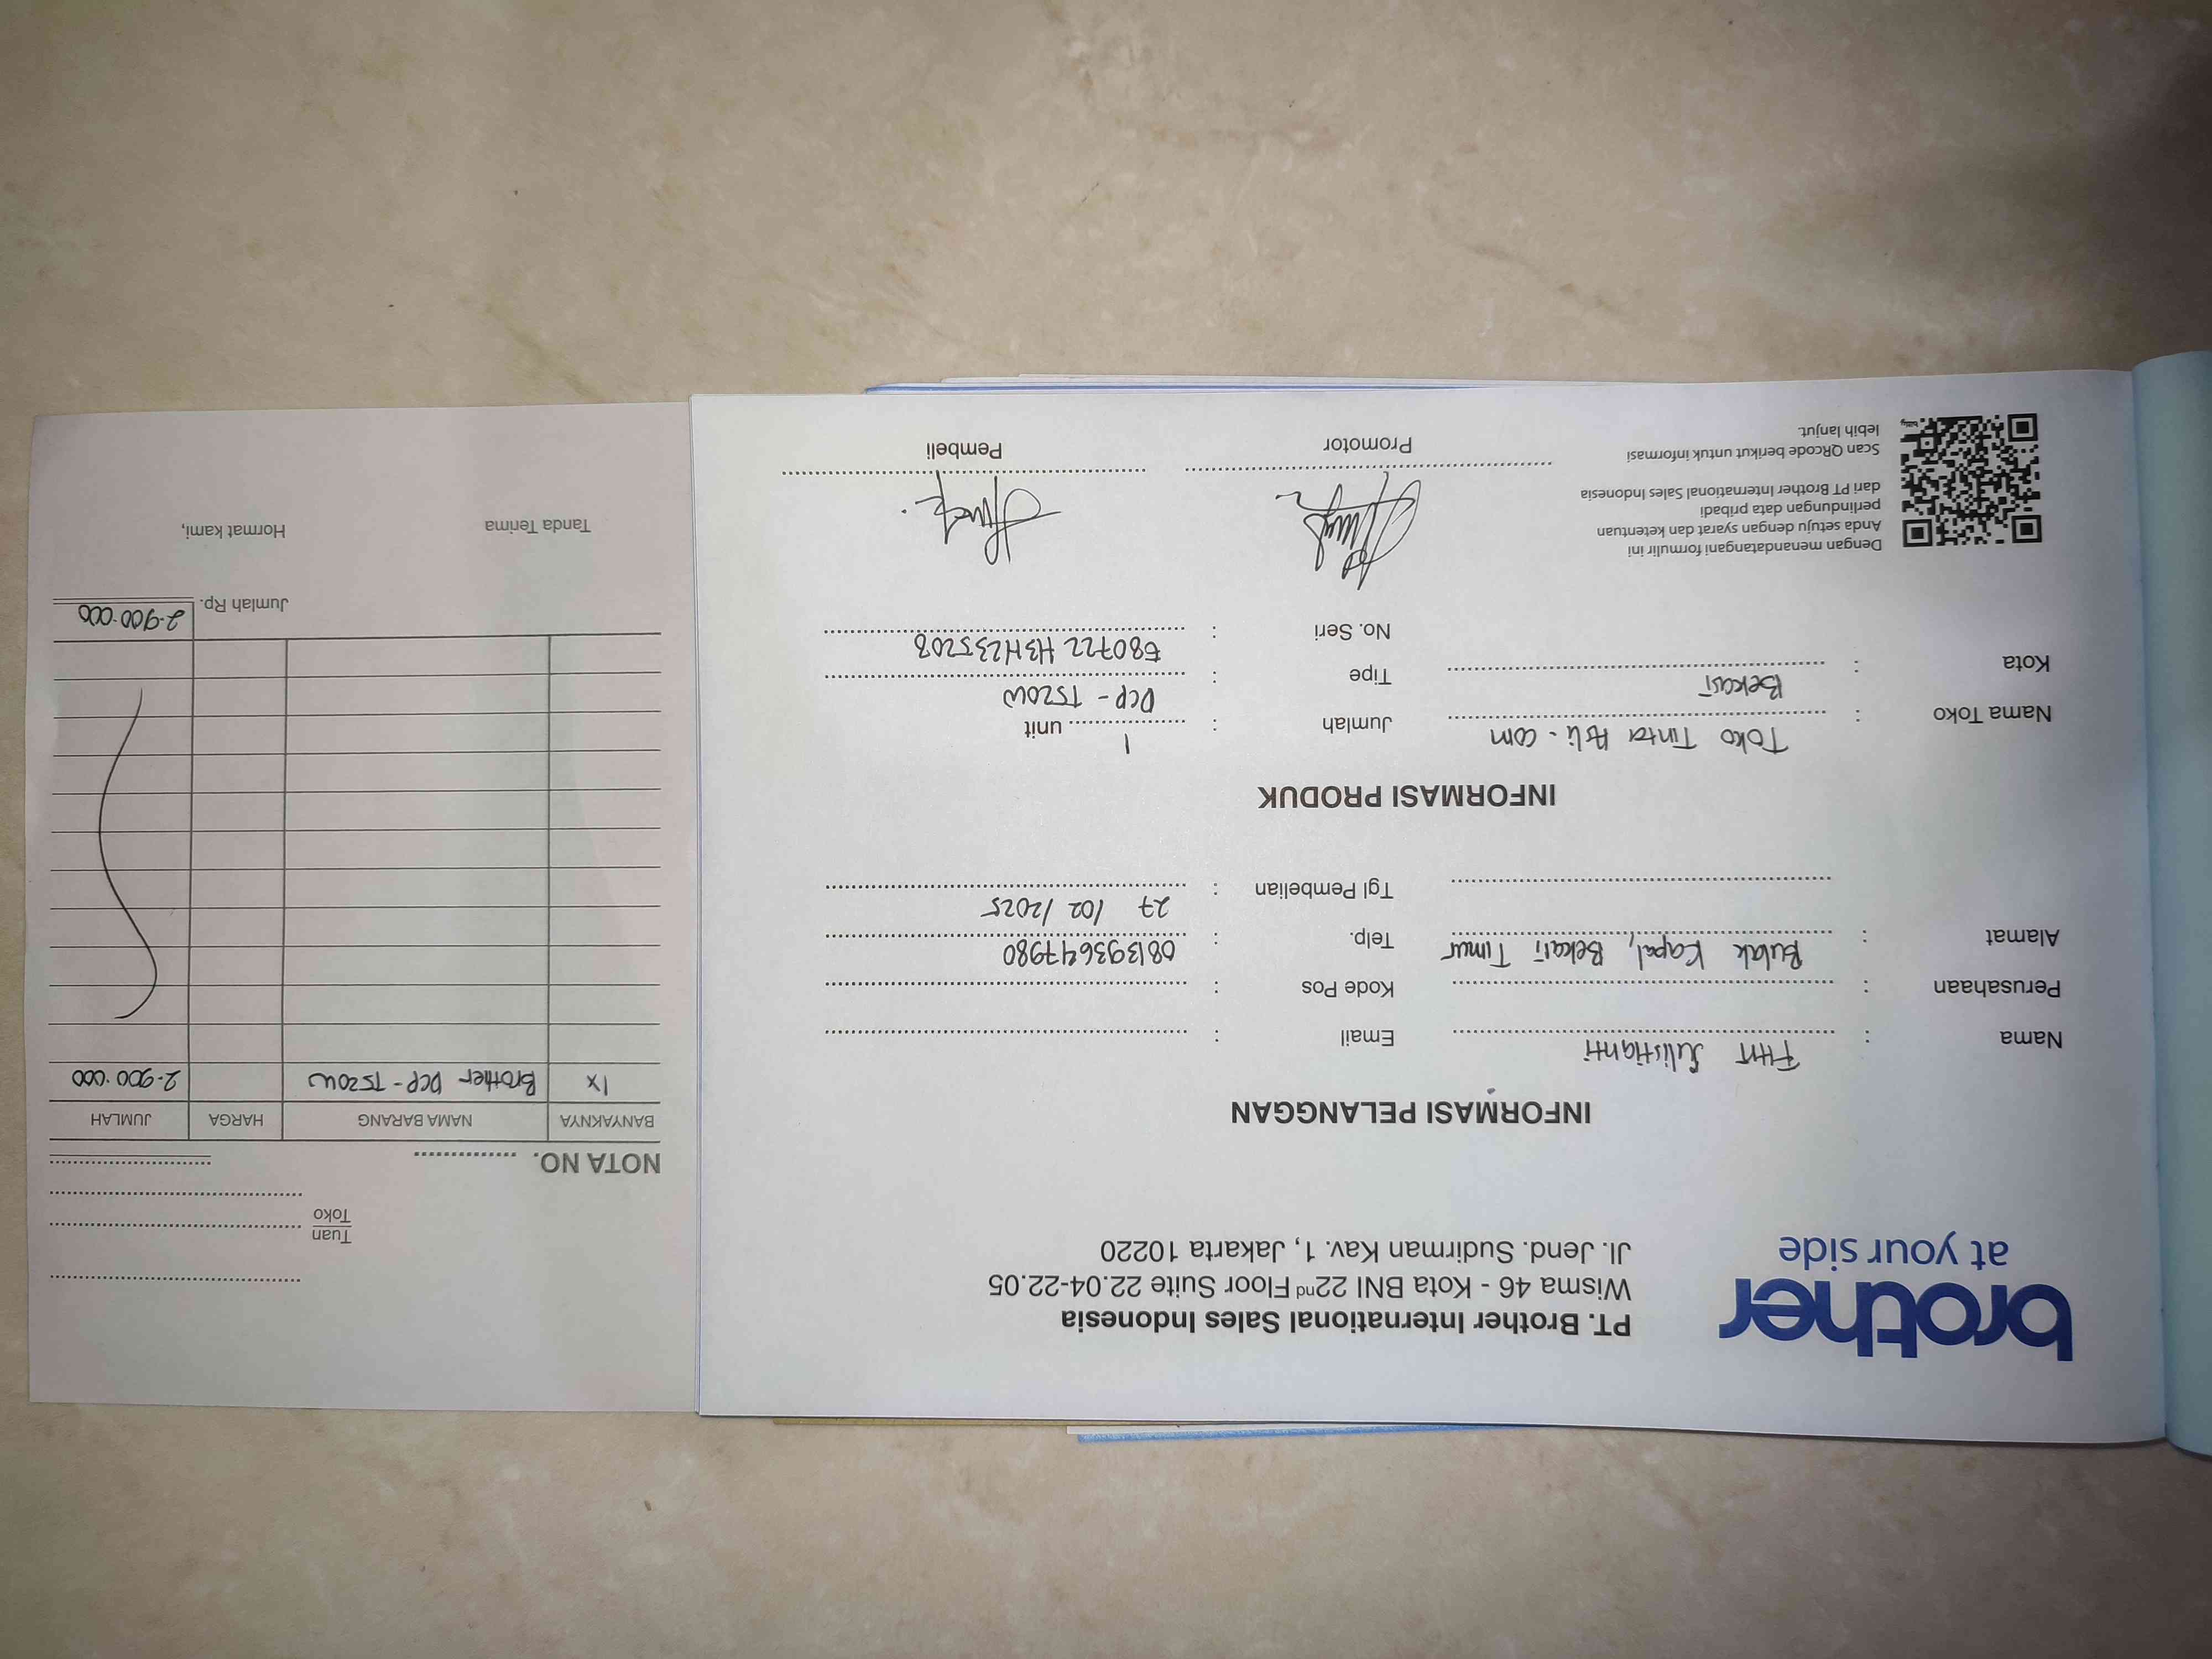 brother
at your side
PT. Brother International Sales Indonesia
Wisma 46 - Kota BNI 22nd Floor Suite 22.04-22.05
Jl. Jend. Sudirman Kav. 1, Jakarta 10220
INFORMASI PELANGGAN
Nama : Fitri Sulistianti
Email :
Perusahaan :
Kode Pos :
Alamat : Bulak Kapal, Bekasi Timur
Telp. : 081393647980
Tgl Pembelian : 27 /02 /2025
INFORMASI PRODUK
Nama Toko : Toko Tinta Asli . com
Jumlah : 1 unit
Kota : Bekasi
Tipe : DCP - T520W
No. Seri : E80722 H3H235208
Dengan menandatangani formulir ini
Anda setuju dengan syarat dan ketentuan
perlindungan data pribadi
dari PT Brother International Sales Indonesia
Scan QRcode berikut untuk informasi
lebih lanjut.
Promotor
Pembeli
Tuan
Toko
NOTA NO.
BANYAKNYA NAMA BARANG HARGA JUMLAH
1x Brother DCP - T520W 2.900.000
Jumlah Rp. 2.900.000
Tanda Terima Hormat kami,